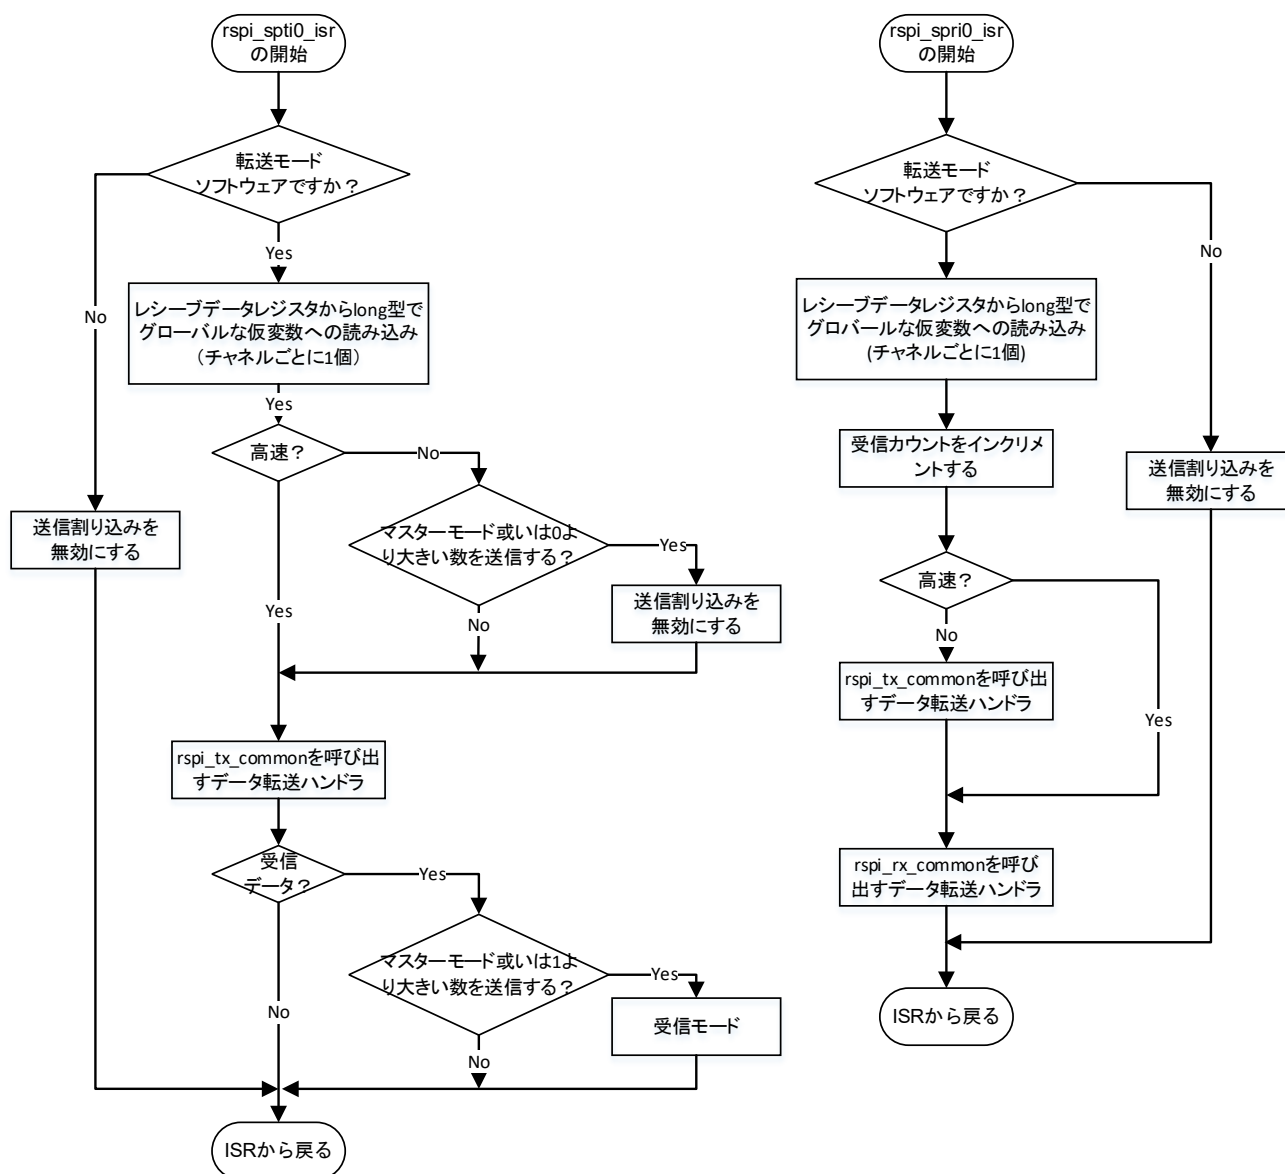 rspi_spti0_isr
の開始
転送モード
ソフトウェアですか？
Yes
No
レシーブデータレジスタからlong型で
グローバルな仮変数への読み込み
（チャネルごとに1個）
Yes
高速？
No
マスターモード或いは0よ
り大きい数を送信する？
Yes
送信割り込みを
無効にする
送信割り込みを
無効にする
Yes
No
rspi_tx_commonを呼び出
すデータ転送ハンドラ
受信
データ？
Yes
マスターモード或いは1よ
り大きい数を送信する？
Yes
受信モード
No
No
ISRから戻る
rspi_spri0_isr
の開始
転送モード
ソフトウェアですか？
No
レシーブデータレジスタからlong型で
グロバールな仮変数への読み込み
(チャネルごとに1個)
受信カウントをインクリメ
ントする
送信割り込みを
無効にする
高速？
No
rspi_tx_commonを呼び出
すデータ転送ハンドラ
Yes
rspi_rx_commonを呼び
出すデータ転送ハンドラ
ISRから戻る